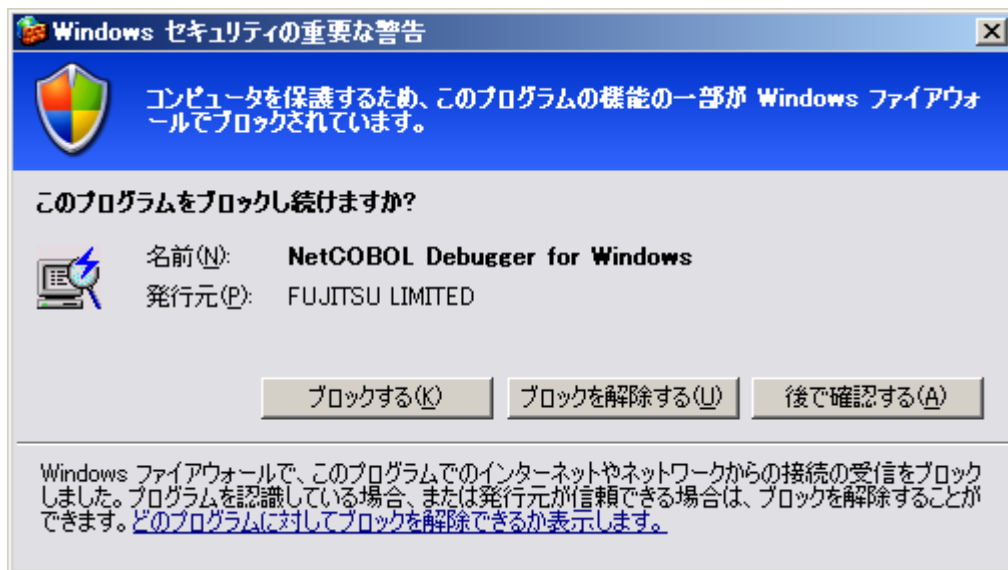 Windows セキュリティの重要な警告
コンピュータを保護するため、このプログラムの機能の一部が Windows ファイアウォ
ールでブロックされています。
このプログラムをブロックし続けますか?
名前(N): NetCOBOL Debugger for Windows
発行元(P): FUJITSU LIMITED
ブロックする(K) ブロックを解除する(U) 後で確認する(A)
Windows ファイアウォールで、このプログラムでのインターネットやネットワークからの接続の受信をブロック
しました。プログラムを認識している場合、または発行元が信頼できる場合は、ブロックを解除することが
できます。どのプログラムに対してブロックを解除できるか表示します。